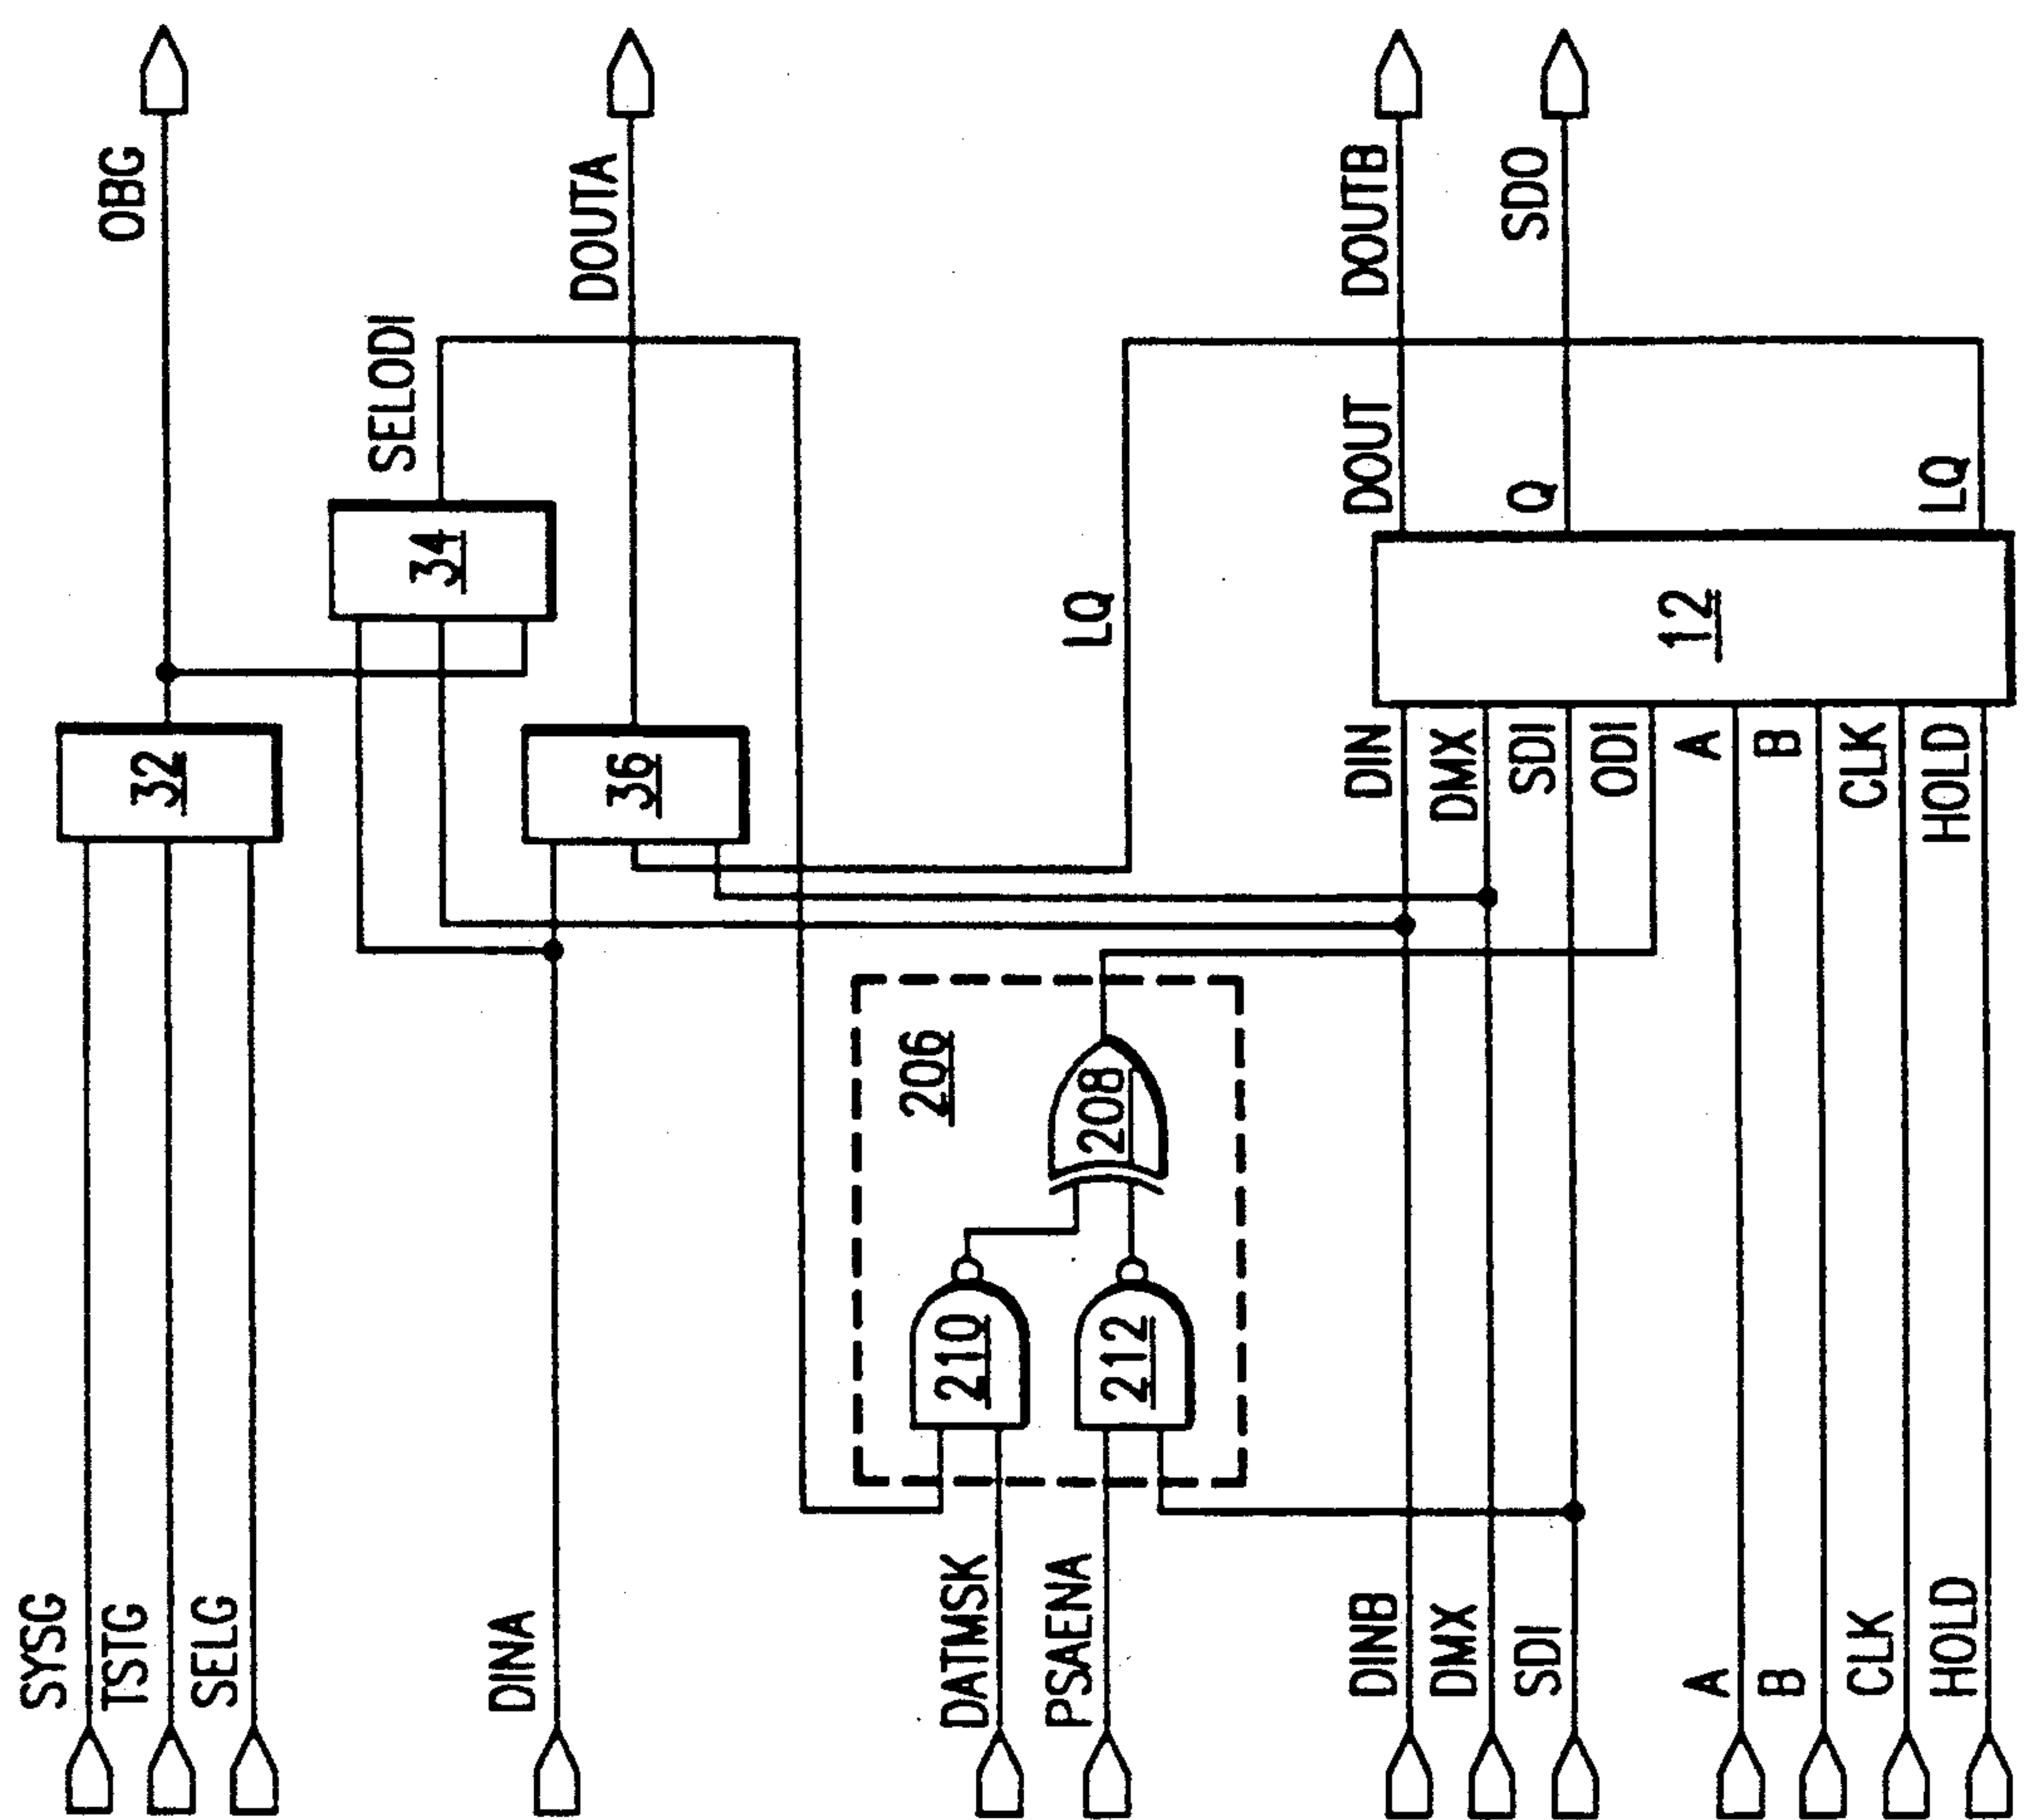 SYSG
TSTG
SELG
DINA
DATMSK
PSAENA
DINB
DMX
SDI
A
B
CLK
HOLD
206
210
212
208
32
34
36
SELODI
LQ
DIN
DMX
SDI
ODI
A
B
CLK
HOLD
12
DOUT
Q
LQ
OBG
DOUTA
DOUTB
SDO